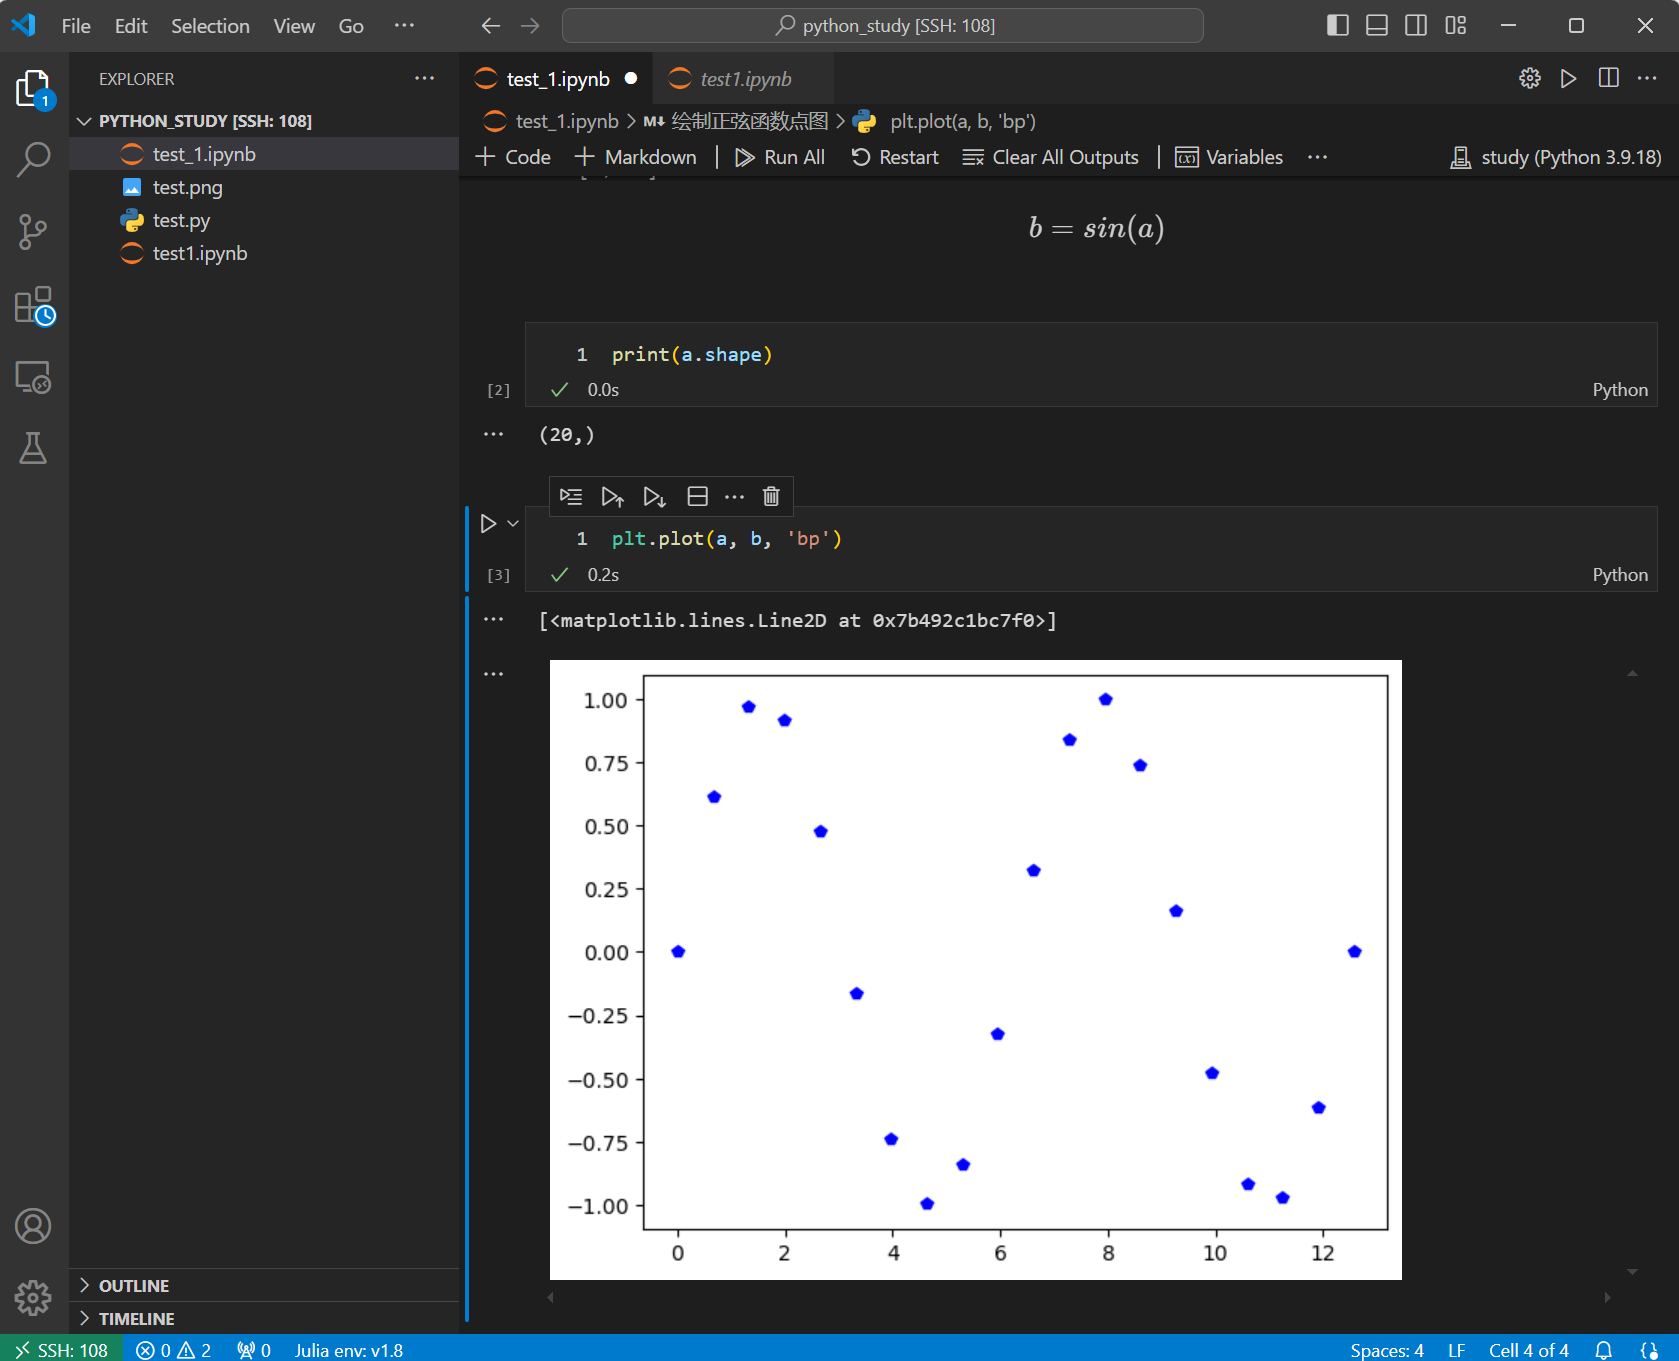 File Edit Selection View Go ··· python_study [SSH: 108]
EXPLORER ···
1
PYTHON_STUDY [SSH: 108]
test_1.ipynb
test.png
test.py
test1.ipynb
OUTLINE
TIMELINE
test_1.ipynb test1.ipynb
test_1.ipynb > M↓ 绘制正弦函数点图 > plt.plot(a, b, 'bp')
+ Code + Markdown Run All Restart Clear All Outputs Variables ··· study (Python 3.9.18)
b = sin(a)
1 print(a.shape)
[2] 0.0s Python
(20,)
1 plt.plot(a, b, 'bp')
[3] 0.2s Python
[<matplotlib.lines.Line2D at 0x7b492c1bc7f0>]
1.00
0.75
0.50
0.25
0.00
−0.25
−0.50
−0.75
−1.00
0 2 4 6 8 10 12
SSH: 108 0 2 0 Julia env: v1.8 Spaces: 4 LF Cell 4 of 4